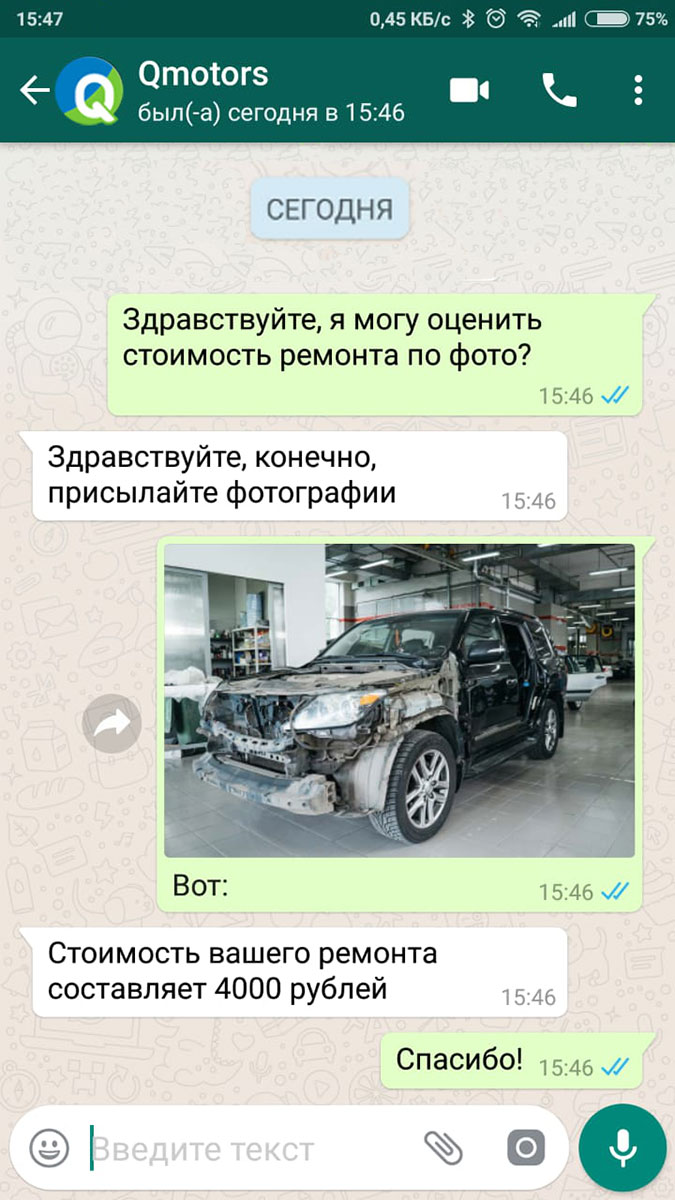 15:47 0,45 КБ/с 75%
Qmotors
был(-а) сегодня в 15:46
СЕГОДНЯ
Здравствуйте, я могу оценить
стоимость ремонта по фото?
15:46
Здравствуйте, конечно,
присылайте фотографии
15:46
Вот:
15:46
Стоимость вашего ремонта
составляет 4000 рублей
15:46
Спасибо!
15:46
Введите текст